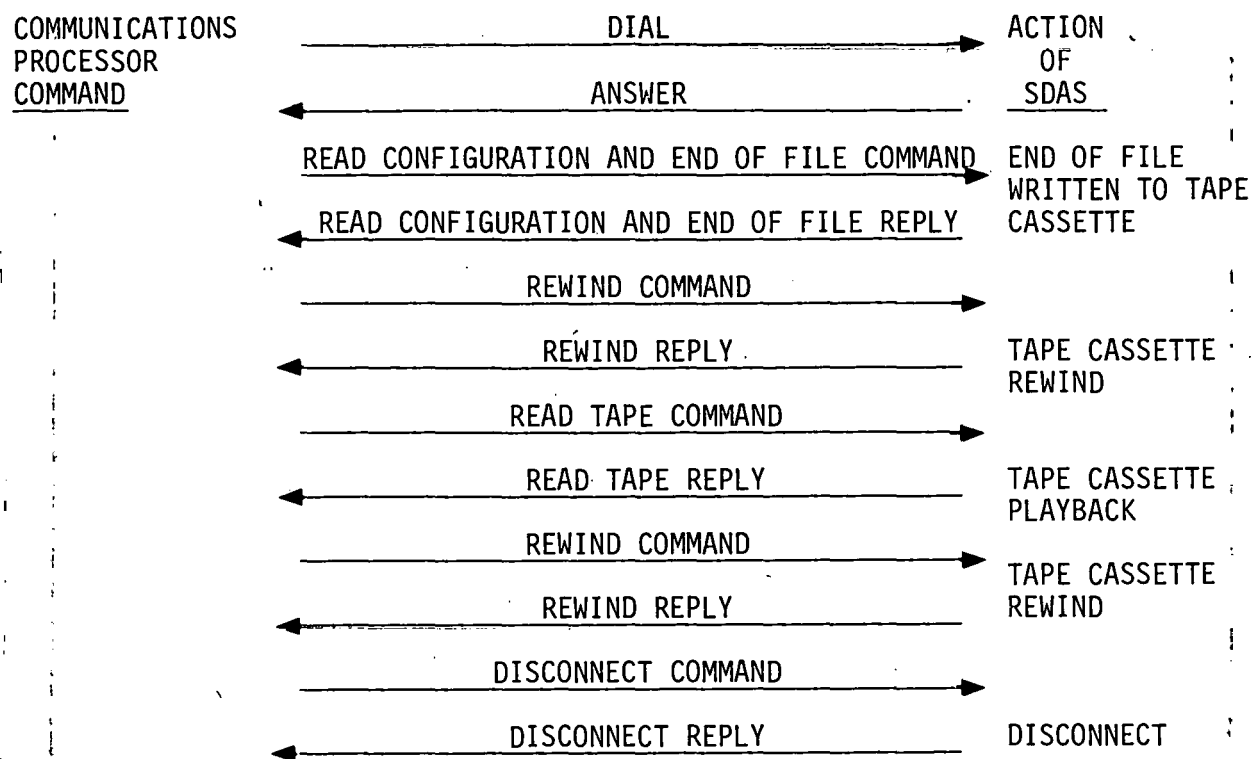 COMMUNICATIONS PROCESSOR COMMAND
DIAL
ACTION OF SDAS
ANSWER
READ CONFIGURATION AND END OF FILE COMMAND
END OF FILE WRITTEN TO TAPE CASSETTE
READ CONFIGURATION AND END OF FILE REPLY
REWIND COMMAND
REWIND REPLY
TAPE CASSETTE REWIND
READ TAPE COMMAND
READ TAPE REPLY
TAPE CASSETTE PLAYBACK
REWIND COMMAND
TAPE CASSETTE REWIND
REWIND REPLY
DISCONNECT COMMAND
DISCONNECT REPLY
DISCONNECT